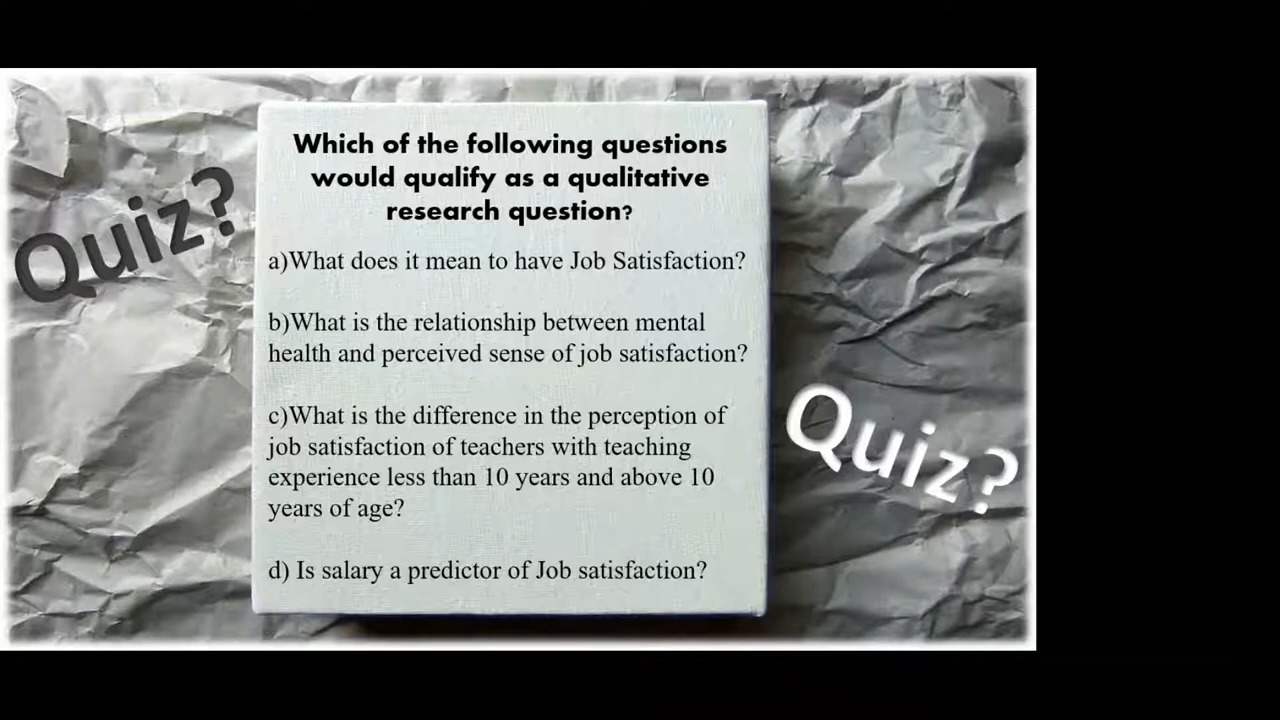 Quiz?
Which of the following questions
would qualify as a qualitative
research question?
a)What does it mean to have Job Satisfaction?
b)What is the relationship between mental
health and perceived sense of job satisfaction?
c)What is the difference in the perception of
job satisfaction of teachers with teaching
experience less than 10 years and above 10
years of age?
d) Is salary a predictor of Job satisfaction?
Quiz?